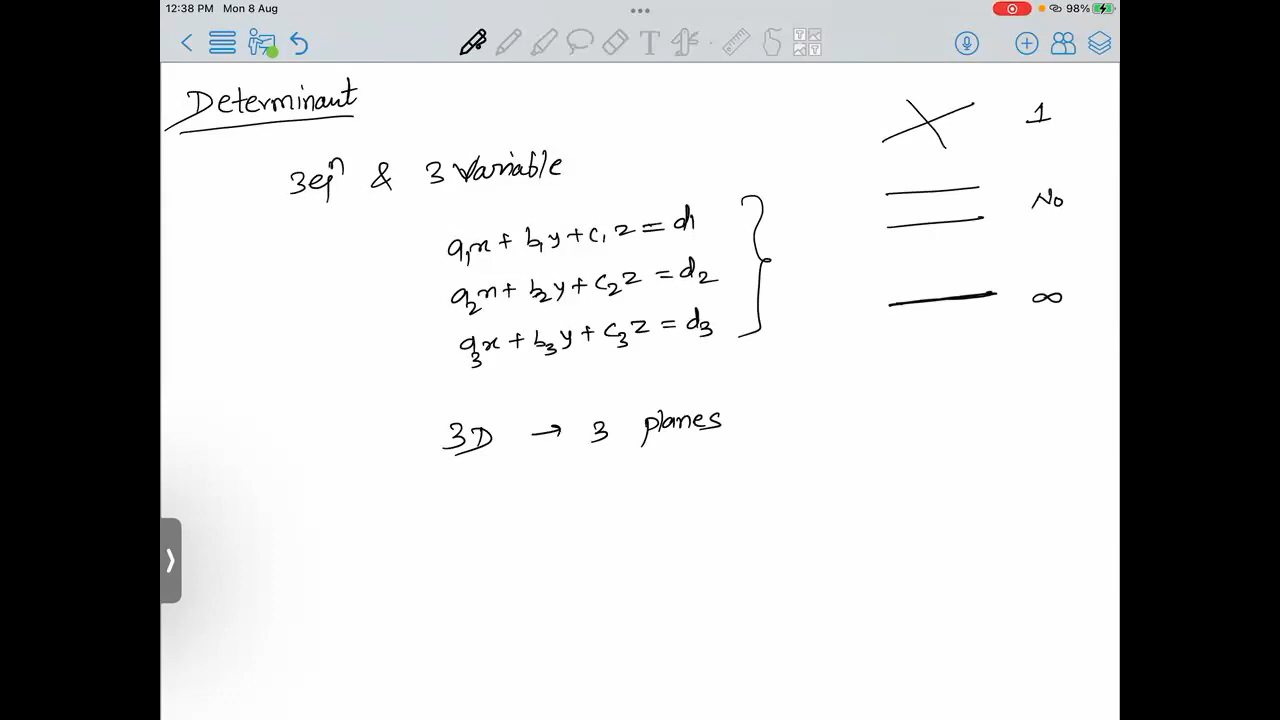 12:38 PM Mon 8 Aug
98%
Determinant
1
3eqⁿ & 3 Variable
No
a₁x + b₁y + c₁z = d₁
a₂x + b₂y + c₂z = d₂
∞
a₃x + b₃y + c₃z = d₃
3D → 3 planes